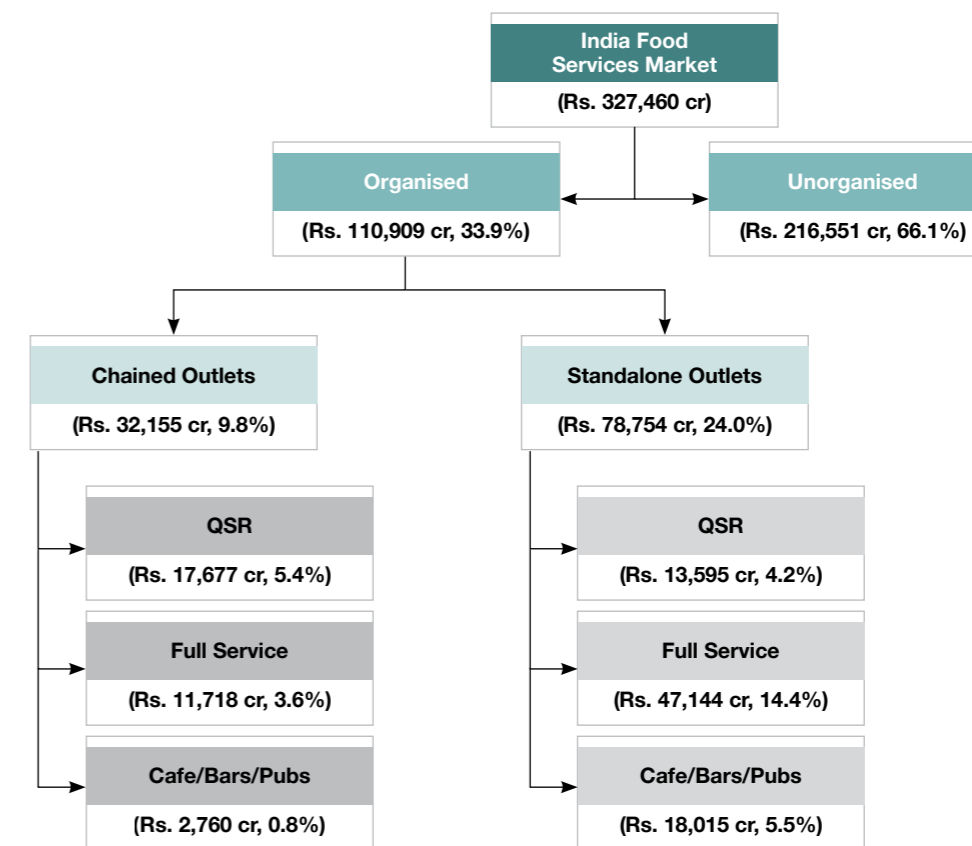 India Food
Services Market
(Rs. 327,460 cr)
Organised
(Rs. 110,909 cr, 33.9%)
Unorganised
(Rs. 216,551 cr, 66.1%)
Chained Outlets
(Rs. 32,155 cr, 9.8%)
QSR
(Rs. 17,677 cr, 5.4%)
Full Service
(Rs. 11,718 cr, 3.6%)
Cafe/Bars/Pubs
(Rs. 2,760 cr, 0.8%)
Standalone Outlets
(Rs. 78,754 cr, 24.0%)
QSR
(Rs. 13,595 cr, 4.2%)
Full Service
(Rs. 47,144 cr, 14.4%)
Cafe/Bars/Pubs
(Rs. 18,015 cr, 5.5%)